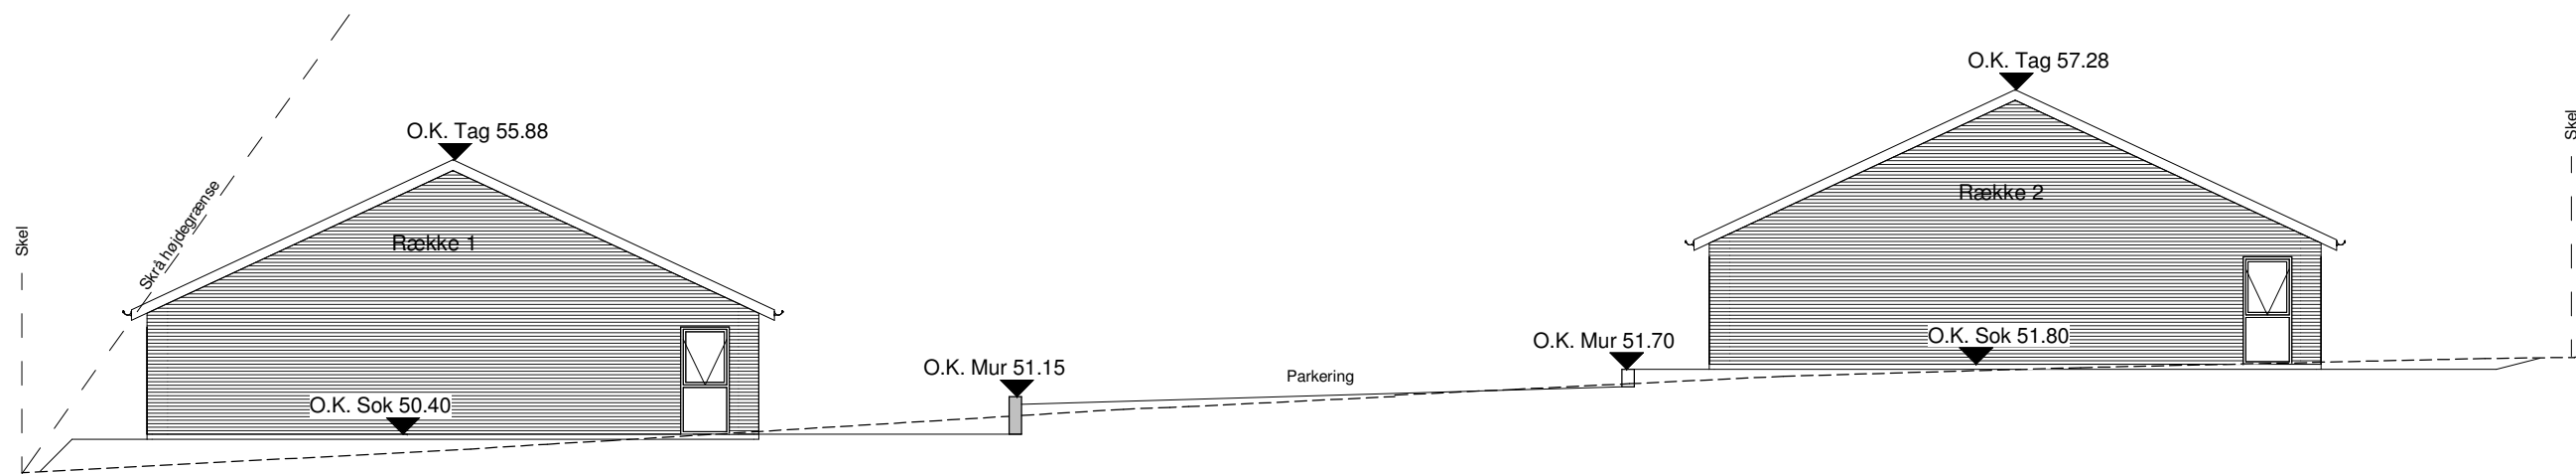 O.K. Tag 57.28
Skel
O.K. Tag 55.88
Skrå højdegrænse
Række 2
Skel
Række 1
O.K. Sok 51.80
O.K. Mur 51.70
O.K. Mur 51.15
Parkering
O.K. Sok 50.40